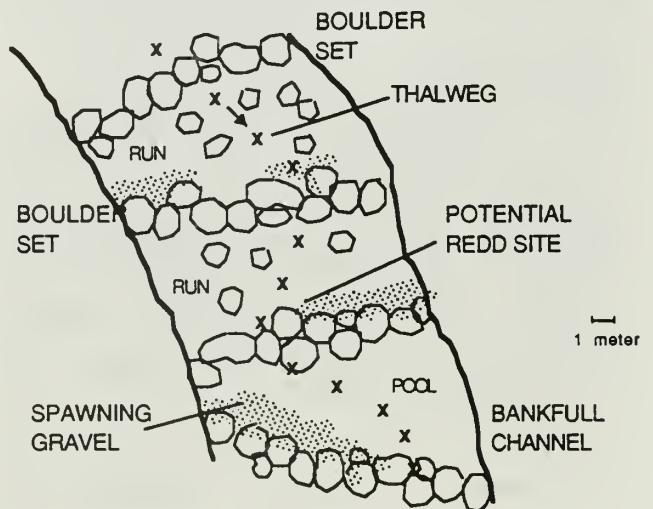 BOULDER
SET
THALWEG
RUN
BOULDER
SET
POTENTIAL
REDD SITE
RUN
1 meter
POOL
SPAWNING
GRAVEL
BANKFULL
CHANNEL
x
x
x
x
x
x
x
x
x
x
x